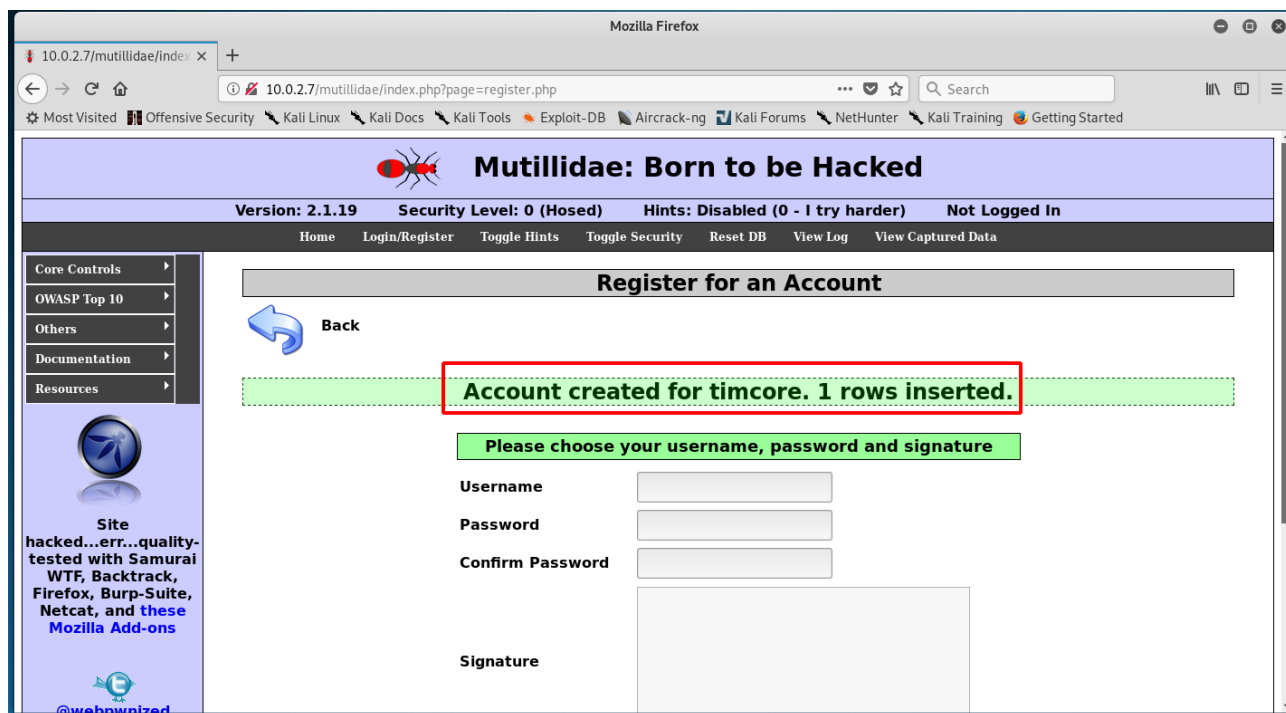 Mozilla Firefox
10.0.2.7/mutillidae/index
10.0.2.7/mutillidae/index.php?page=register.php
Search
Most Visited Offensive Security Kali Linux Kali Docs Kali Tools Exploit-DB Aircrack-ng Kali Forums NetHunter Kali Training Getting Started
Mutillidae: Born to be Hacked
Version: 2.1.19 Security Level: 0 (Hosed) Hints: Disabled (0 - I try harder) Not Logged In
Home Login/Register Toggle Hints Toggle Security Reset DB View Log View Captured Data
Core Controls
OWASP Top 10
Others
Documentation
Resources
Site
hacked...err...quality-
tested with Samurai
WTF, Backtrack,
Firefox, Burp-Suite,
Netcat, and these
Mozilla Add-ons
@webpwnized
Register for an Account
Back
Account created for timcore. 1 rows inserted.
Please choose your username, password and signature
Username
Password
Confirm Password
Signature